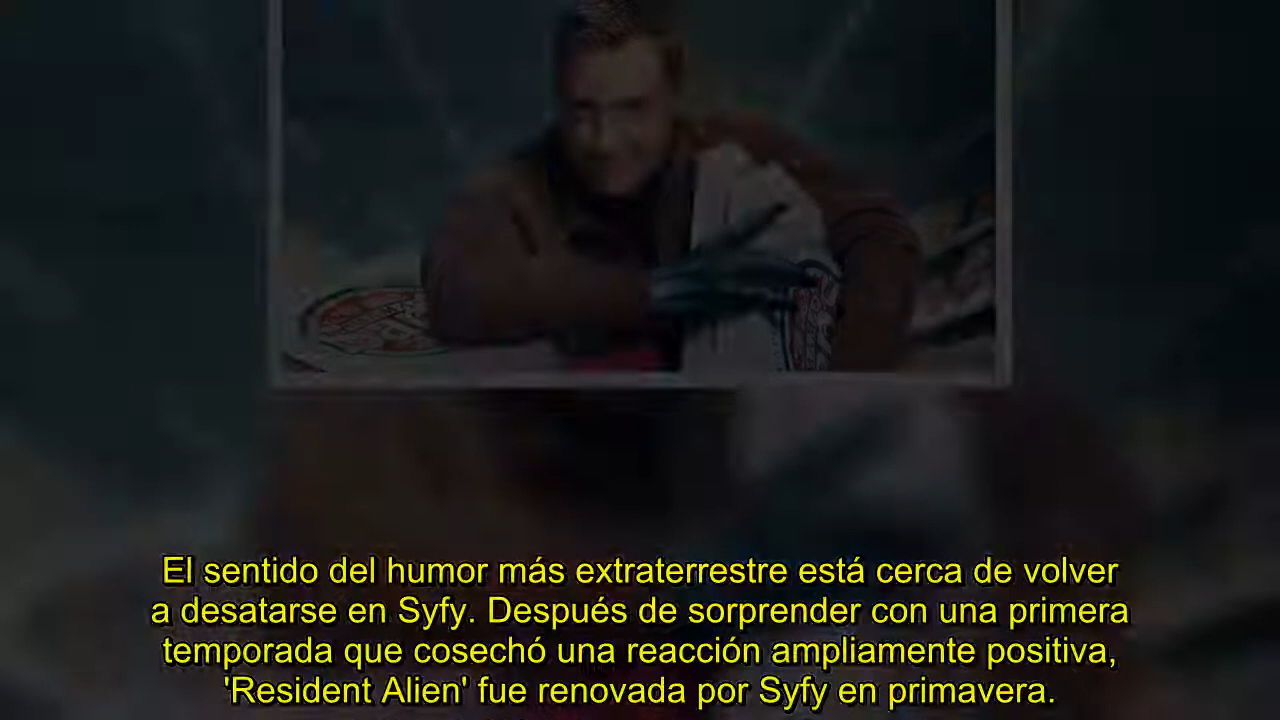 El sentido del humor más extraterrestre está cerca de volver
a desatarse en Syfy. Después de sorprender con una primera
temporada que cosechó una reacción ampliamente positiva,
'Resident Alien' fue renovada por Syfy en primavera.